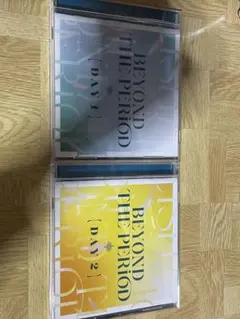 BEYOND
THE PERIOD
[ DAY 1 ]
BEYOND
THE PERIOD
[ DAY 2 ]